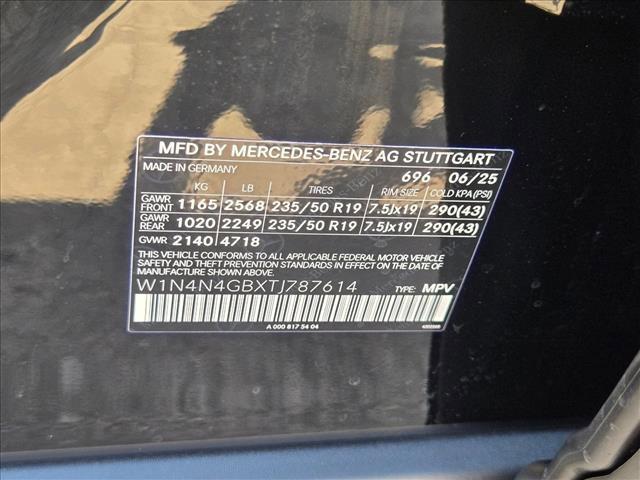 MFD BY MERCEDES-BENZ AG STUTTGART
MADE IN GERMANY 696 06/25
KG LB TIRES RIM SIZE COLD KPA(PSI)
GAWR FRONT 1165 2568 235/50 R19 7.5Jx19 290(43)
GAWR REAR 1020 2249 235/50 R19 7.5Jx19 290(43)
GVWR 2140 4718
THIS VEHICLE CONFORMS TO ALL
APPLICABLE FEDERAL MOTOR VEHICLE
SAFETY BUMPER AND
THEFT PREVENTION STANDARDS IN EFFECT
ON THE DATE OF MANUFACTURE SHOWN ABOVE.
W1N4N4GBXTJ787614 TYPE: MPV
A 000 817 54 04